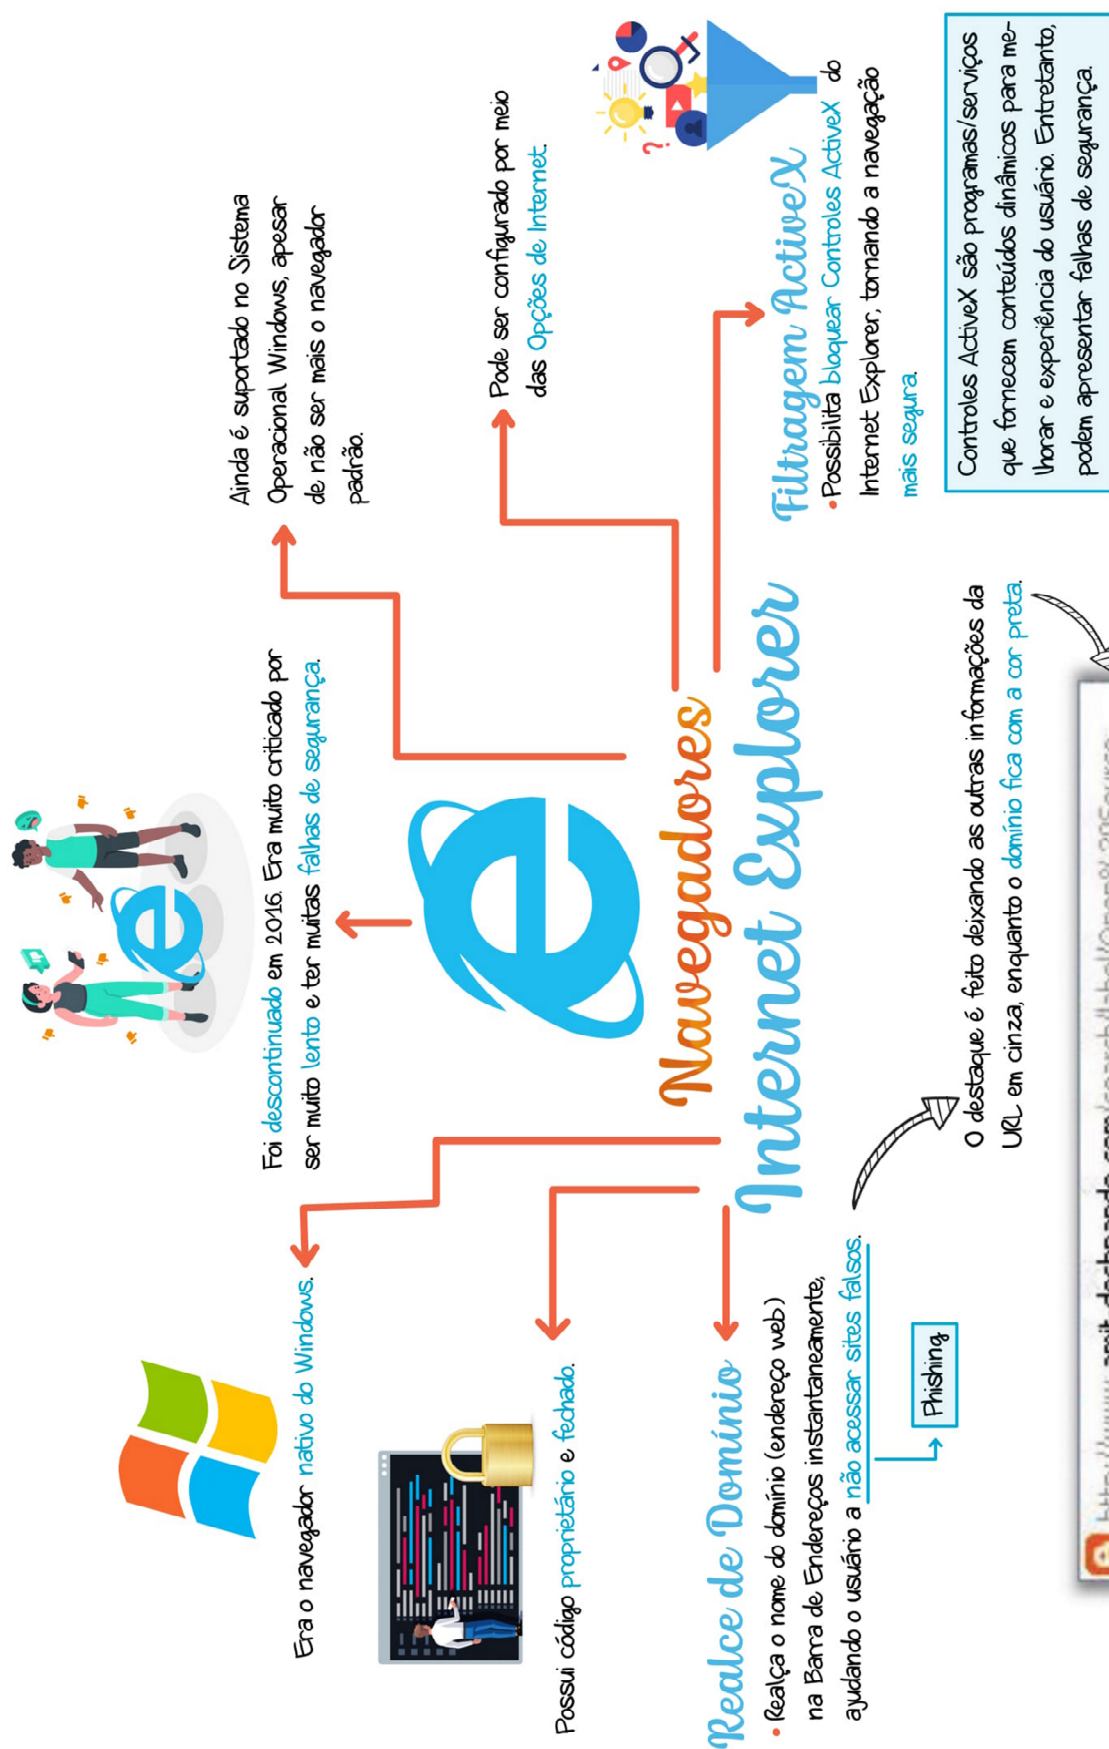 Foi descontinuado em 2016. Era muito criticado por
ser muito lento e ter muitas falhas de segurança.
Ainda é suportado no Sistema
Operacional Windows, apesar
de não ser mais o navegador
padrão.
Era o navegador nativo do Windows.
Pode ser configurado por meio
das Opções de Internet.
Possui código proprietário e fechado.
Navegadores
Internet Explorer
Realce de Domínio
• Realça o nome do domínio (endereço web)
na Barra de Endereços instantaneamente,
ajudando o usuário a não acessar sites falsos.
Phishing
O destaque é feito deixando as outras informações da
URL em cinza, enquanto o domínio fica com a cor preta.
Filtragem ActiveX
• Possibilita bloquear Controles ActiveX do
Internet Explorer, tornando a navegação
mais segura.
Controles ActiveX são programas/serviços
que fornecem conteúdos dinâmicos para me-
lhorar e experiência do usuário. Entretanto,
podem apresentar falhas de segurança.